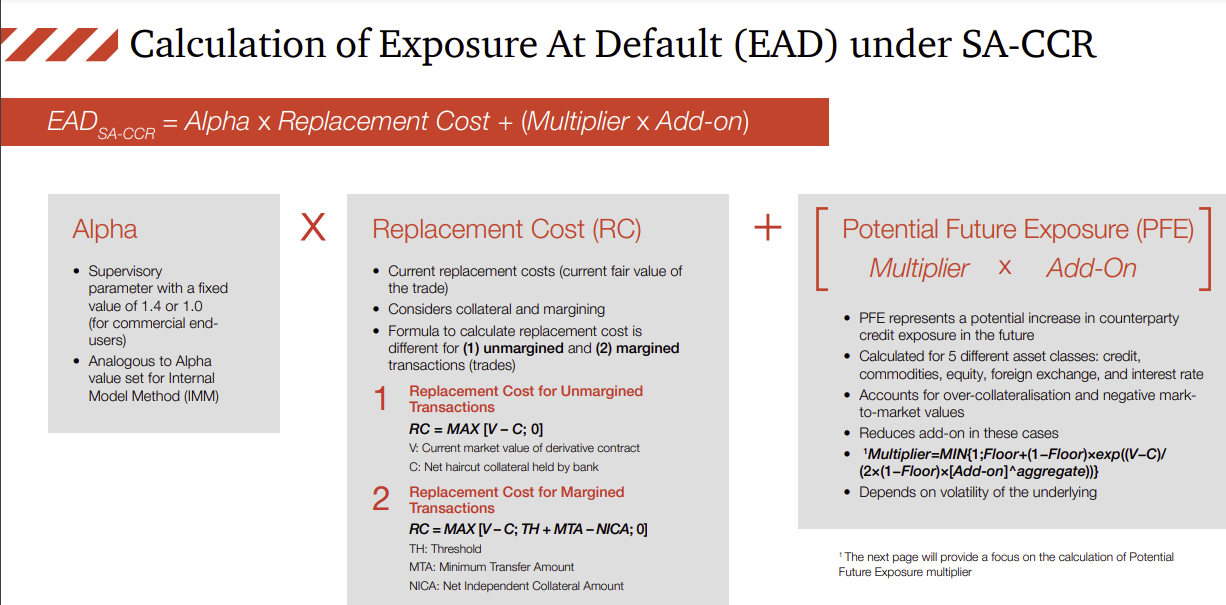 Calculation of Exposure At Default (EAD) under SA-CCR
EAD SA-CCR = Alpha x Replacement Cost + (Multiplier x Add-on)
Alpha
• Supervisory
parameter with a fixed
value of 1.4 or 1.0
(for commercial end-
users)
• Analogous to Alpha
value set for Internal
Model Method (IMM)
X
Replacement Cost (RC)
• Current replacement costs (current fair value of
the trade)
• Considers collateral and margining
• Formula to calculate replacement cost is
different for (1) unmargined and (2) margined
transactions (trades)
1 Replacement Cost for Unmargined
Transactions
RC = MAX [V – C; 0]
V: Current market value of derivative contract
C: Net haircut collateral held by bank
2 Replacement Cost for Margined
Transactions
RC = MAX [V – C; TH + MTA – NICA; 0]
TH: Threshold
MTA: Minimum Transfer Amount
NICA: Net Independent Collateral Amount
+
[Potential Future Exposure (PFE)
Multiplier x Add-On]
• PFE represents a potential increase in counterparty
credit exposure in the future
• Calculated for 5 different asset classes: credit,
commodities, equity, foreign exchange, and interest rate
• Accounts for over-collateralisation and negative mark-
to-market values
• Reduces add-on in these cases
• ¹Multiplier=MIN{1;Floor+(1–Floor)×exp((V–C)/
(2×(1–Floor)×[Add-on]^aggregate))}
• Depends on volatility of the underlying
¹ The next page will provide a focus on the calculation of Potential
Future Exposure multiplier